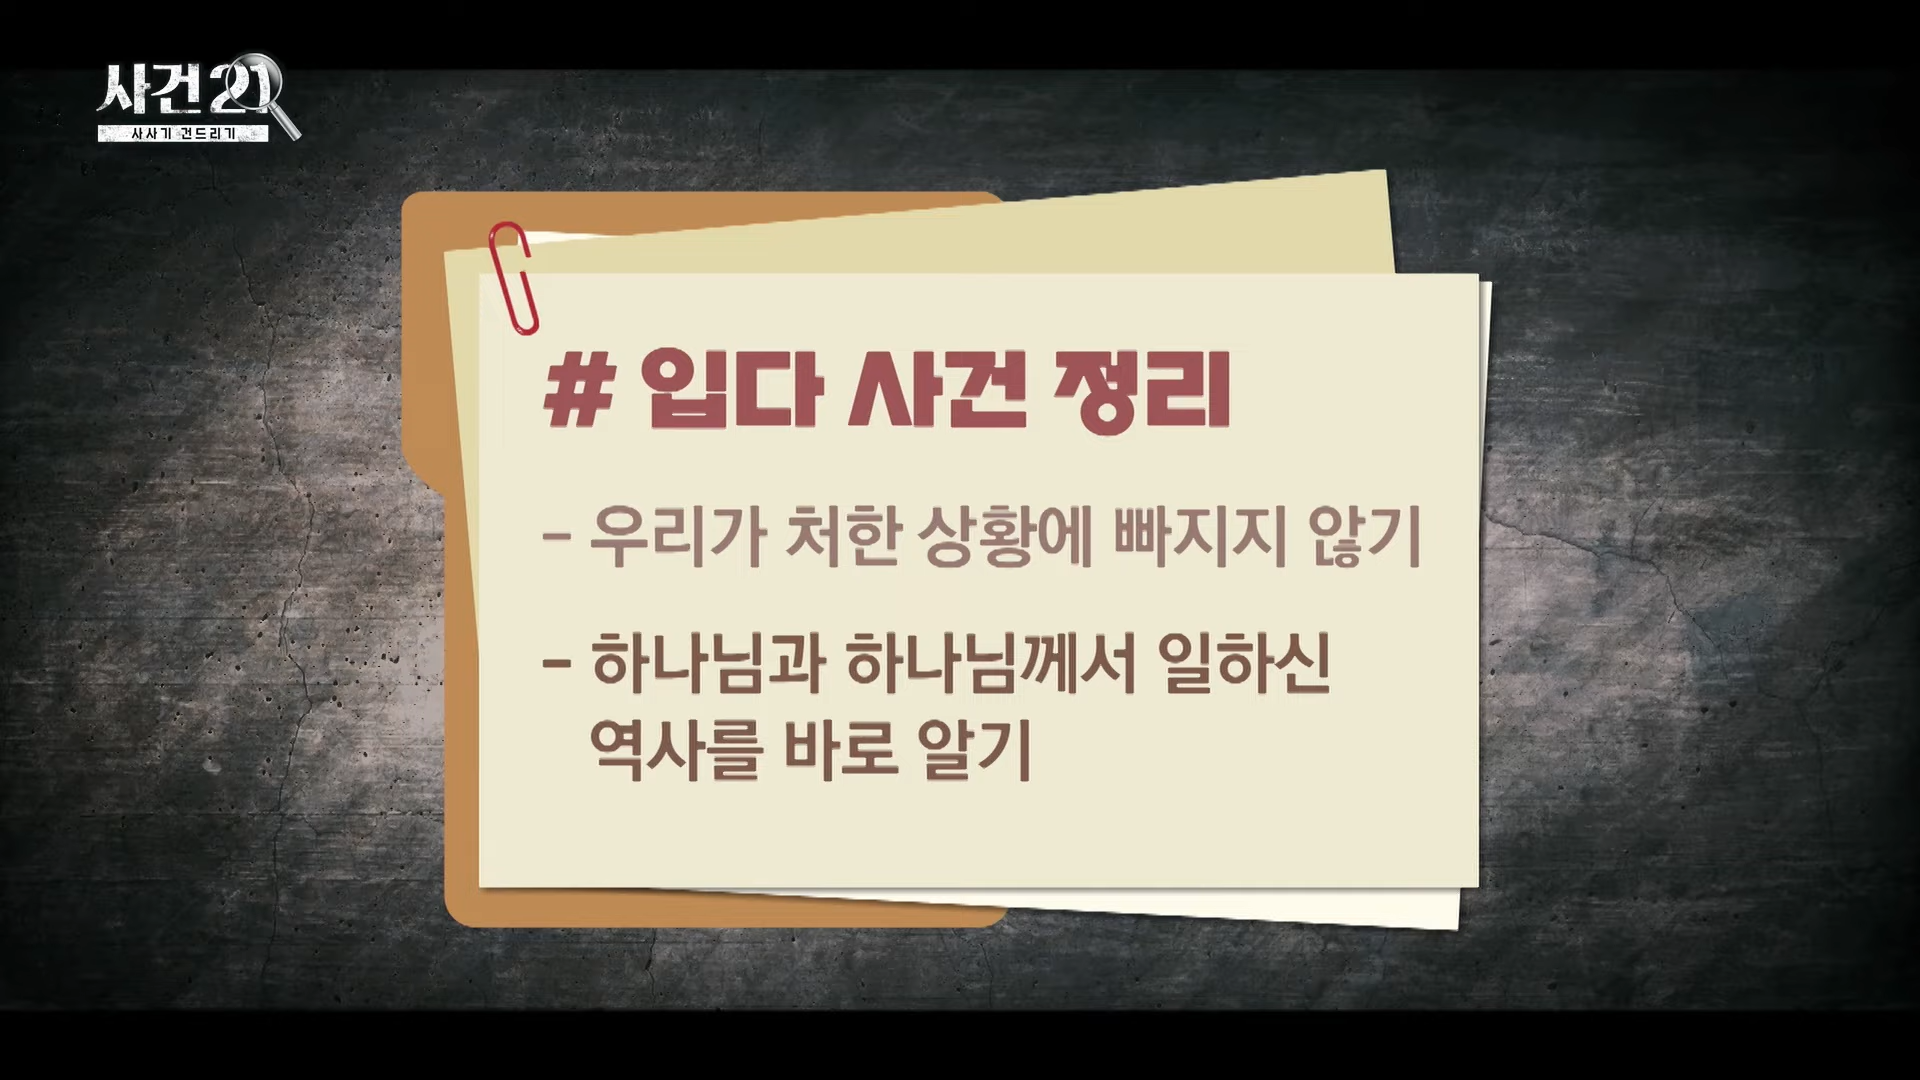 사건21
사사기 건드리기
# 입다 사건 정리
- 우리가 처한 상황에 빠지지 않기
- 하나님과 하나님께서 일하신
역사를 바로 알기